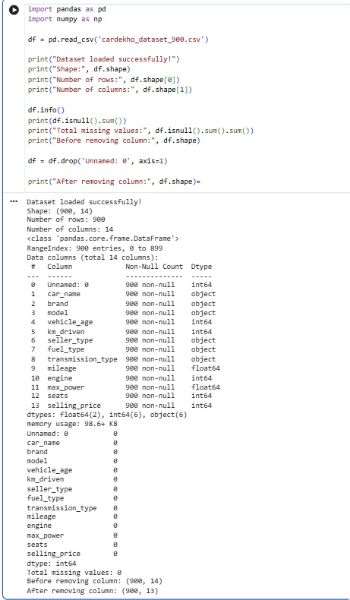 import pandas as pd
import numpy as np
df = pd.read_csv('cardekho_dataset_900.csv')
print("Dataset loaded successfully!")
print("Shape:", df.shape)
print("Number of rows:", df.shape[0])
print("Number of columns:", df.shape[1])
df.info()
print(df.isnull().sum())
print("Total missing values:", df.isnull().sum().sum())
print("Before removing column:", df.shape)
df = df.drop('Unnamed: 0', axis=1)
print("After removing column:", df.shape)=
... Dataset loaded successfully!
Shape: (900, 14)
Number of rows: 900
Number of columns: 14
<class 'pandas.core.frame.DataFrame'>
RangeIndex: 900 entries, 0 to 899
Data columns (total 14 columns):
 #   Column             Non-Null Count  Dtype
---  ------             --------------  -----
 0   Unnamed: 0         900 non-null    int64
 1   car_name           900 non-null    object
 2   brand              900 non-null    object
 3   model              900 non-null    object
 4   vehicle_age        900 non-null    int64
 5   km_driven          900 non-null    int64
 6   seller_type        900 non-null    object
 7   fuel_type          900 non-null    object
 8   transmission_type  900 non-null    object
 9   mileage            900 non-null    float64
 10  engine             900 non-null    int64
 11  max_power          900 non-null    float64
 12  seats              900 non-null    int64
 13  selling_price      900 non-null    int64
dtypes: float64(2), int64(6), object(6)
memory usage: 98.6+ KB
Unnamed: 0           0
car_name             0
brand                0
model                0
vehicle_age          0
km_driven            0
seller_type          0
fuel_type            0
transmission_type    0
mileage              0
engine               0
max_power            0
seats                0
selling_price        0
dtype: int64
Total missing values: 0
Before removing column: (900, 14)
After removing column: (900, 13)